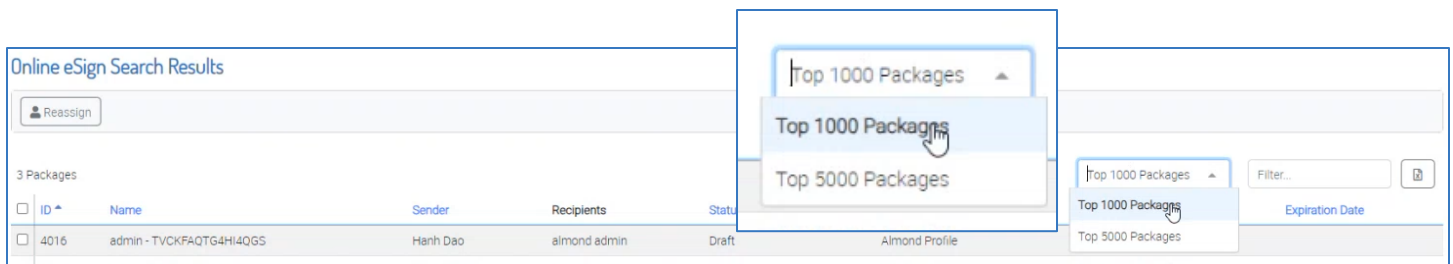 Online eSign Search Results
Reassign
Top 1000 Packages
Top 1000 Packages
Top 5000 Packages
3 Packages
Top 1000 Packages
Filter...
Top 1000 Packages
Top 5000 Packages
ID Name Sender Recipients Statu Expiration Date
4016 admin - TVCKFAQTG4HI4QGS Hanh Dao almond admin Draft Almond Profile